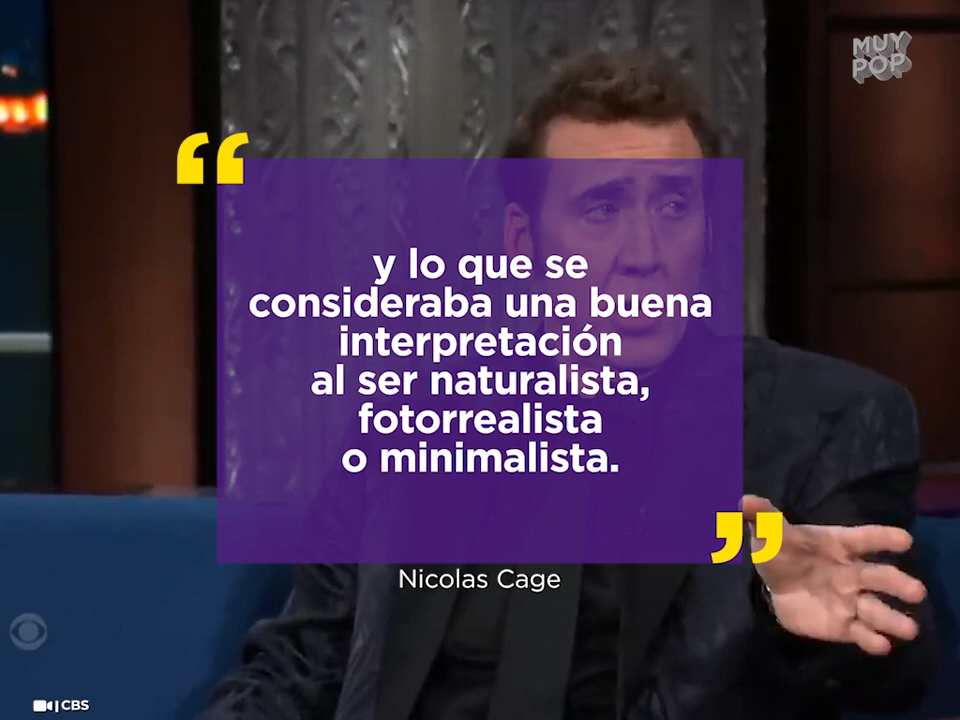 MUY
POP
“
y lo que se
consideraba una buena
interpretación
al ser naturalista,
fotorrealista
o minimalista.
”
Nicolas Cage
CBS